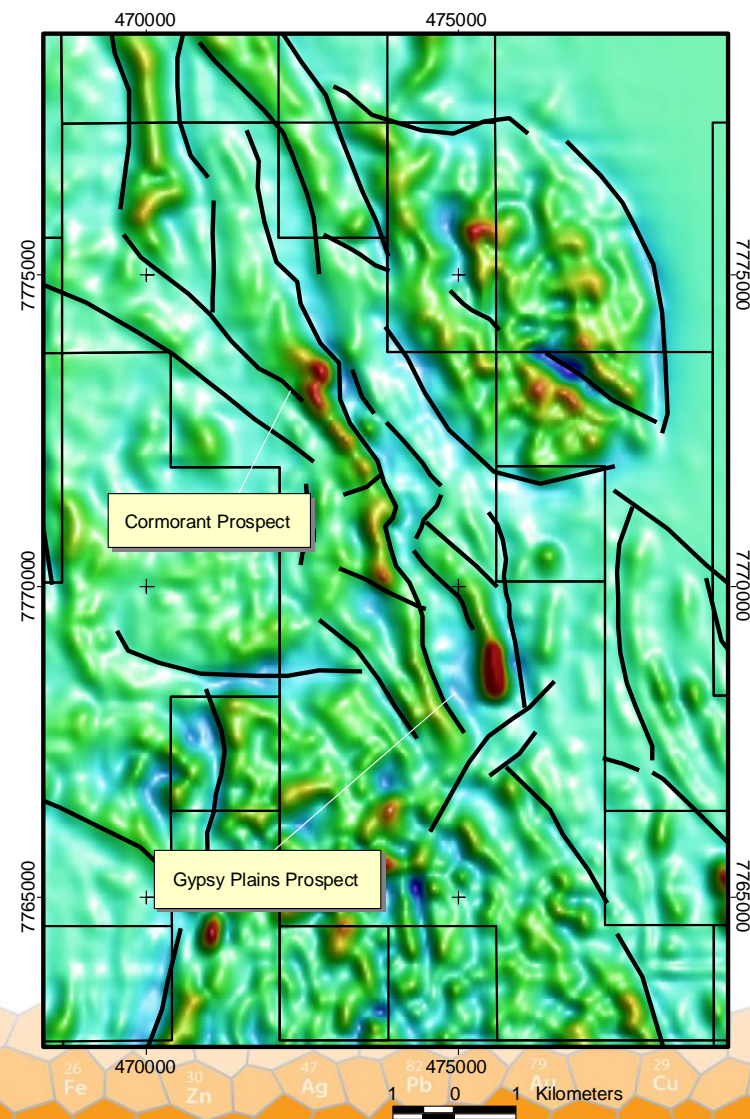 470000 475000
7775000 7775000
Cormorant Prospect
7770000 7770000
Gypsy Plains Prospect
7765000 7765000
470000 475000
26
Fe
30
Zn
47
Ag
82
Pb
79
Au
29
Cu
1 0 1 Kilometers